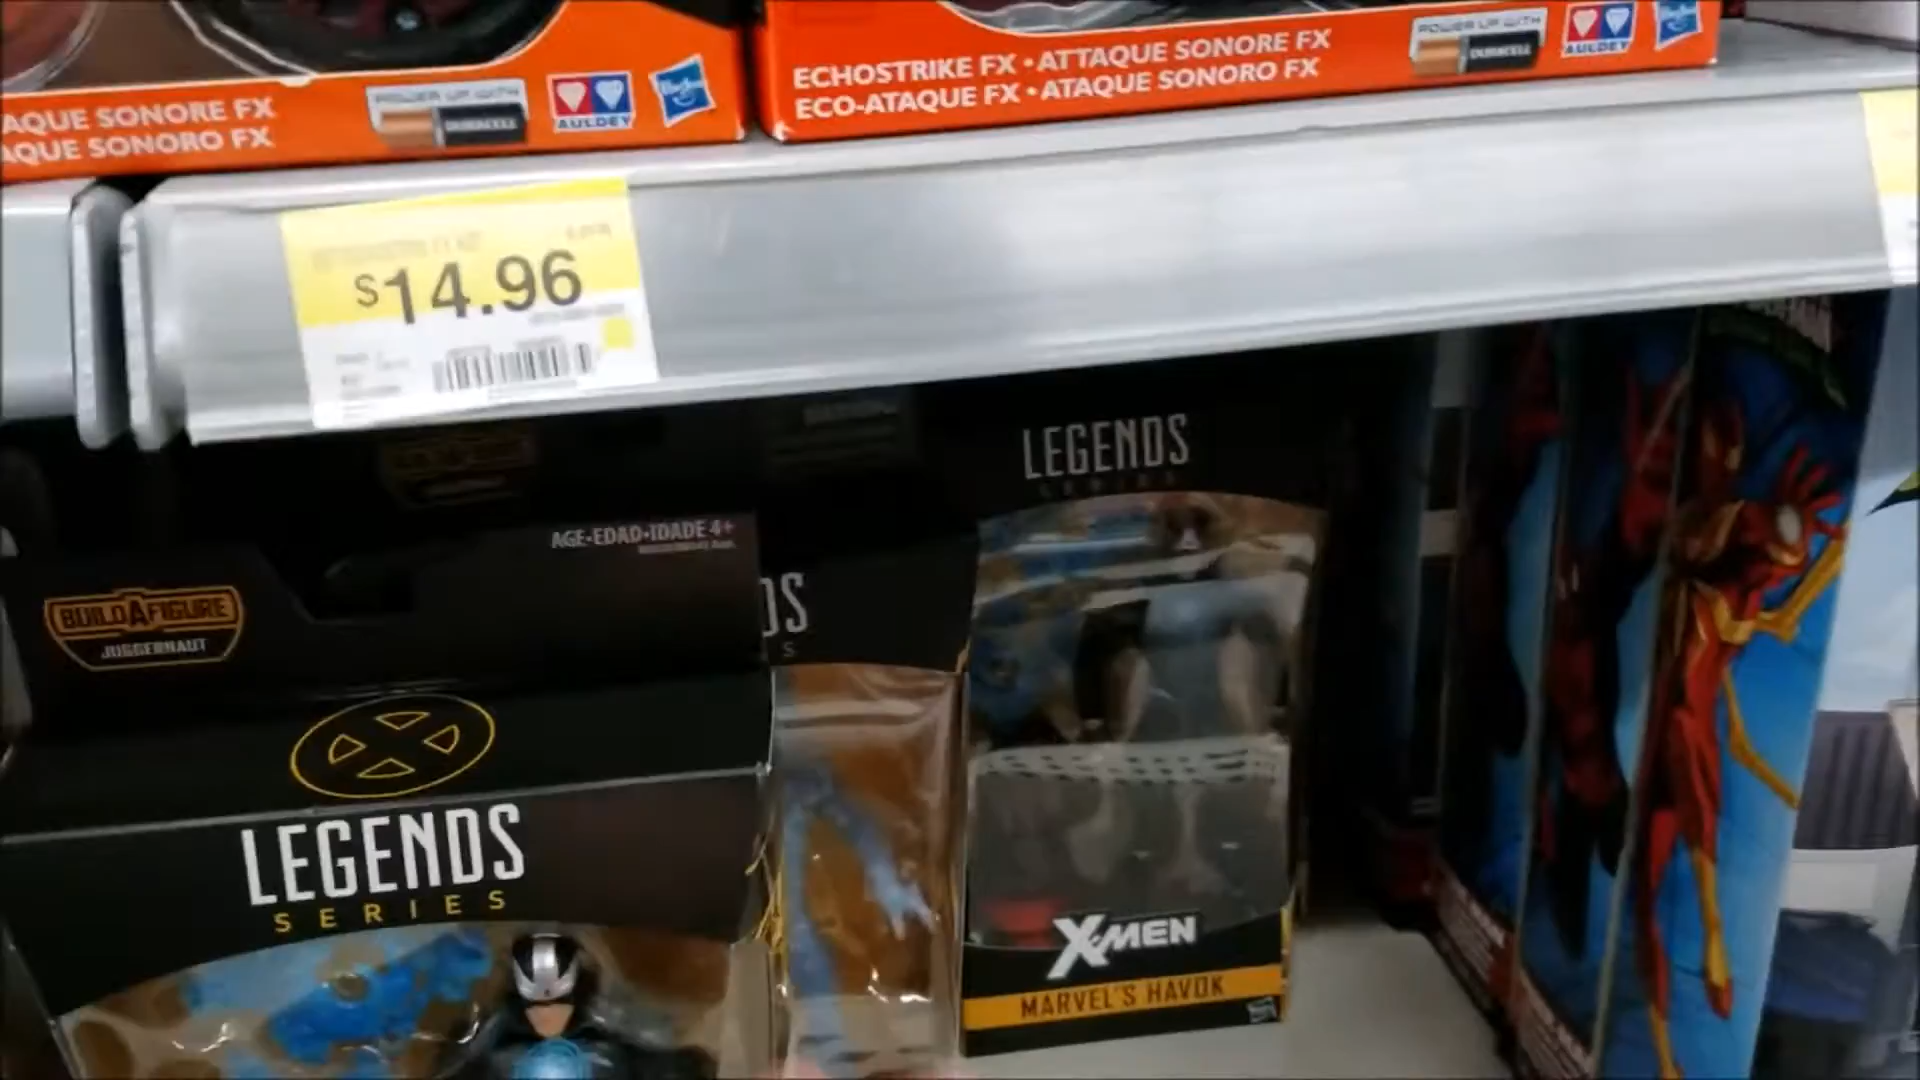 AQUE SONORE FX
AQUE SONORO FX
POWER UP WITH
DURACELL
AULDEY
Hasbro
ECHOSTRIKE FX • ATTAQUE SONORE FX
ECO-ATAQUE FX • ATAQUE SONORO FX
POWER UP WITH
DURACELL
AULDEY
$14.96
AGE•EDAD•IDADE 4+
BUILD A FIGURE
JUGGERNAUT
LEGENDS
SERIES
DS
S
LEGENDS
SERIES
X-MEN
MARVEL'S HAVOK